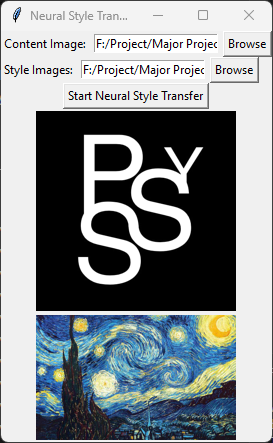 Neural Style Tran...
Content Image: F:/Project/Major Projec Browse
Style Images: F:/Project/Major Projec Browse
Start Neural Style Transfer
P Y
S S
S